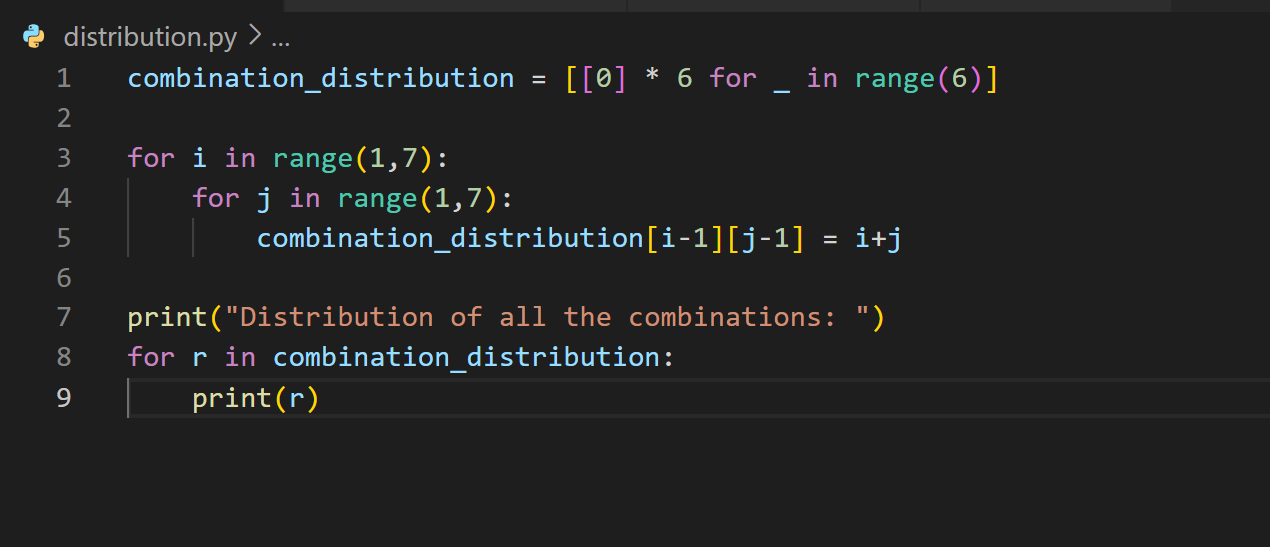 distribution.py > ...
1 combination_distribution = [[0] * 6 for _ in range(6)]
2
3 for i in range(1,7):
4     for j in range(1,7):
5         combination_distribution[i-1][j-1] = i+j
6
7 print("Distribution of all the combinations: ")
8 for r in combination_distribution:
9     print(r)